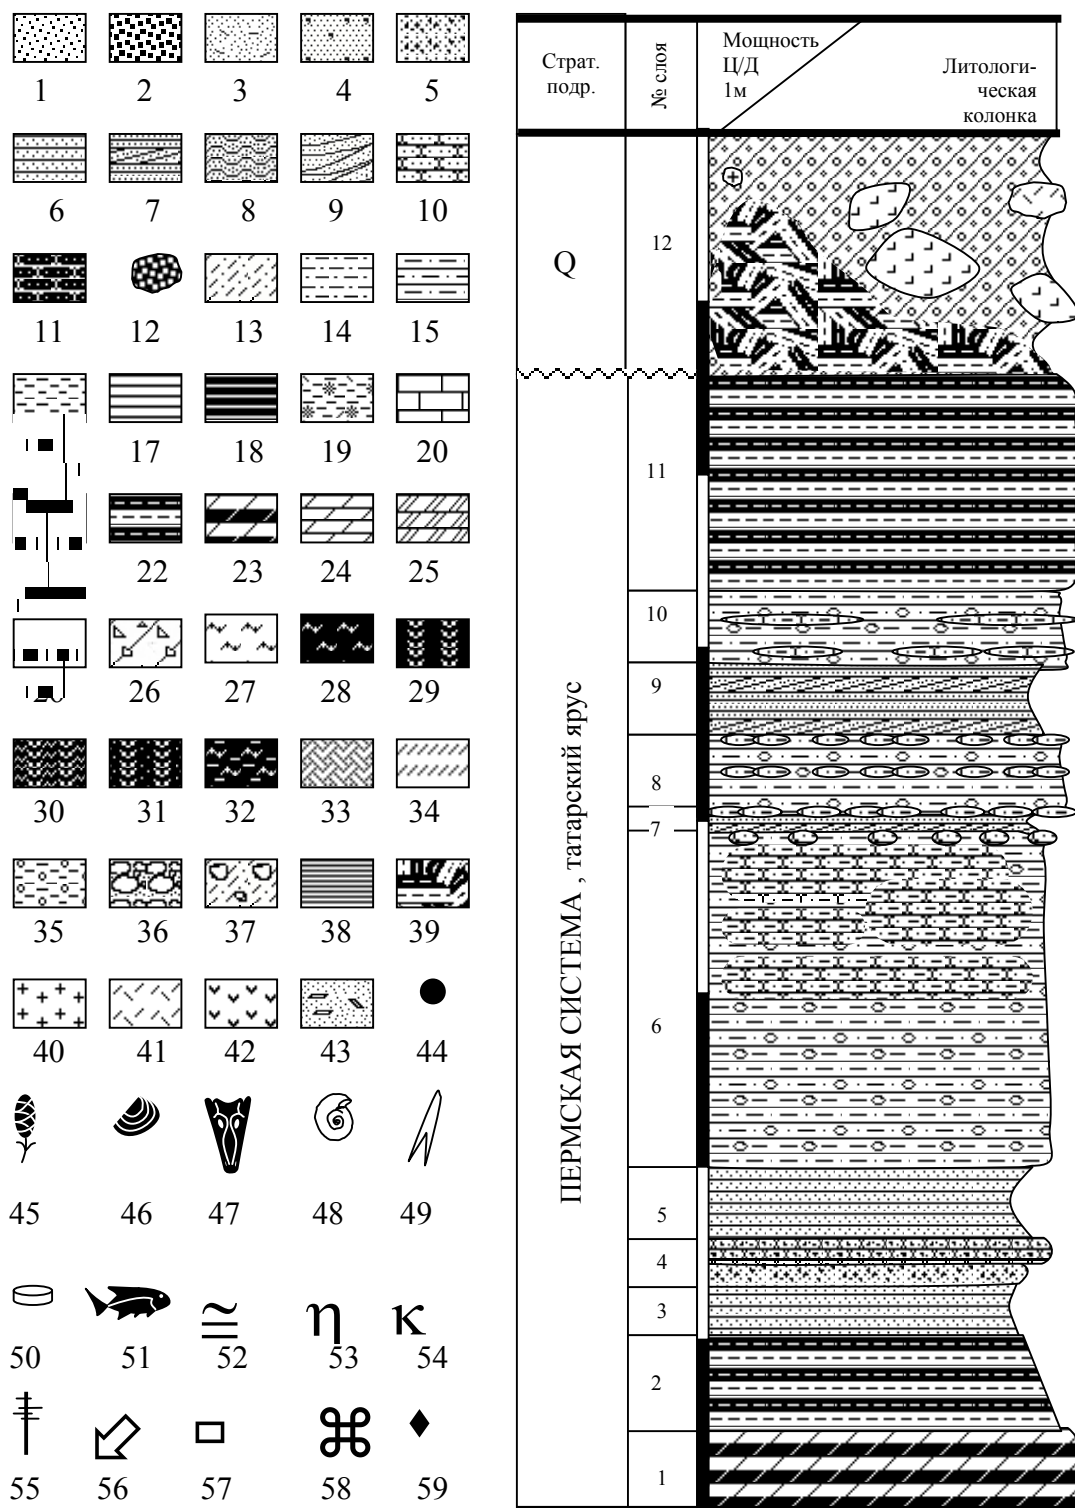 1 2 3 4 5
6 7 8 9 10
11 12 13 14 15
17 18 19 20
22 23 24 25
26 27 28 29
30 31 32 33 34
35 36 37 38 39
40 41 42 43 44
45 46 47 48 49
50 51 52 53 54
≅ η κ
55 56 57 58 59
Страт.
подр.
№ слоя
Мощность
Ц/Д
1м
Литологи-
ческая
колонка
Q
ПЕРМСКАЯ СИСТЕМА , татарский ярус
12
11
10
9
8
7
6
5
4
3
2
1